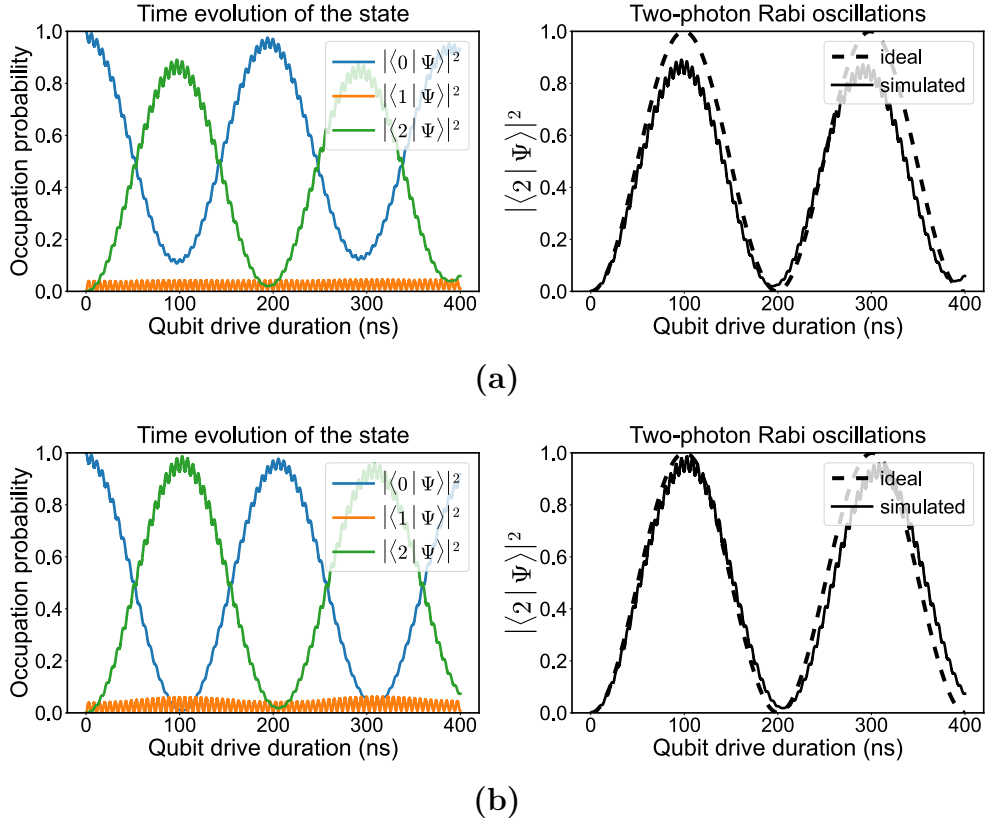 Time evolution of the state
Occupation probability
1.0
0.8
0.6
0.4
0.2
0.0
|⟨0 | Ψ⟩|²
|⟨1 | Ψ⟩|²
|⟨2 | Ψ⟩|²
0 100 200 300 400
Qubit drive duration (ns)
Two-photon Rabi oscillations
|⟨2 | Ψ⟩|²
1.0
0.8
0.6
0.4
0.2
0.0
ideal
simulated
0 100 200 300 400
Qubit drive duration (ns)
(a)
Time evolution of the state
Occupation probability
1.0
0.8
0.6
0.4
0.2
0.0
|⟨0 | Ψ⟩|²
|⟨1 | Ψ⟩|²
|⟨2 | Ψ⟩|²
0 100 200 300 400
Qubit drive duration (ns)
Two-photon Rabi oscillations
|⟨2 | Ψ⟩|²
1.0
0.8
0.6
0.4
0.2
0.0
ideal
simulated
0 100 200 300 400
Qubit drive duration (ns)
(b)